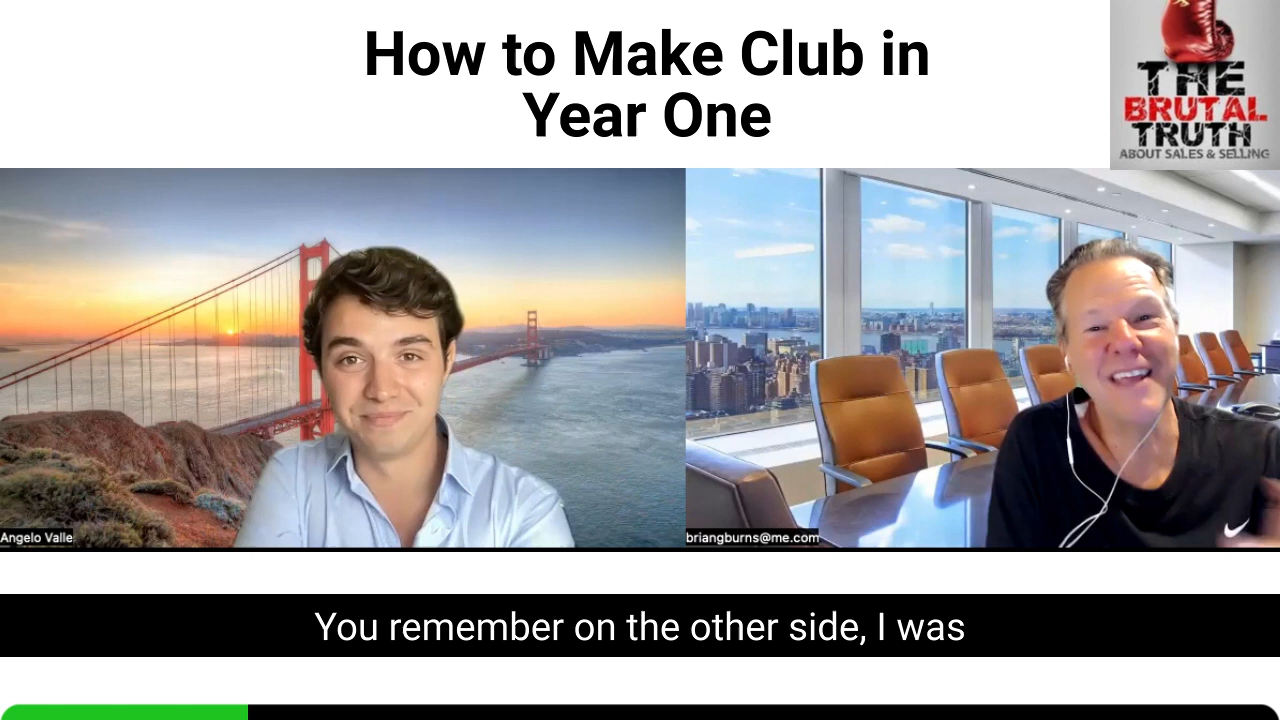 How to Make Club in
Year One
THE
BRUTAL
TRUTH
ABOUT SALES & SELLING
Angelo Valle
briangburns@me.com
You remember on the other side, I was